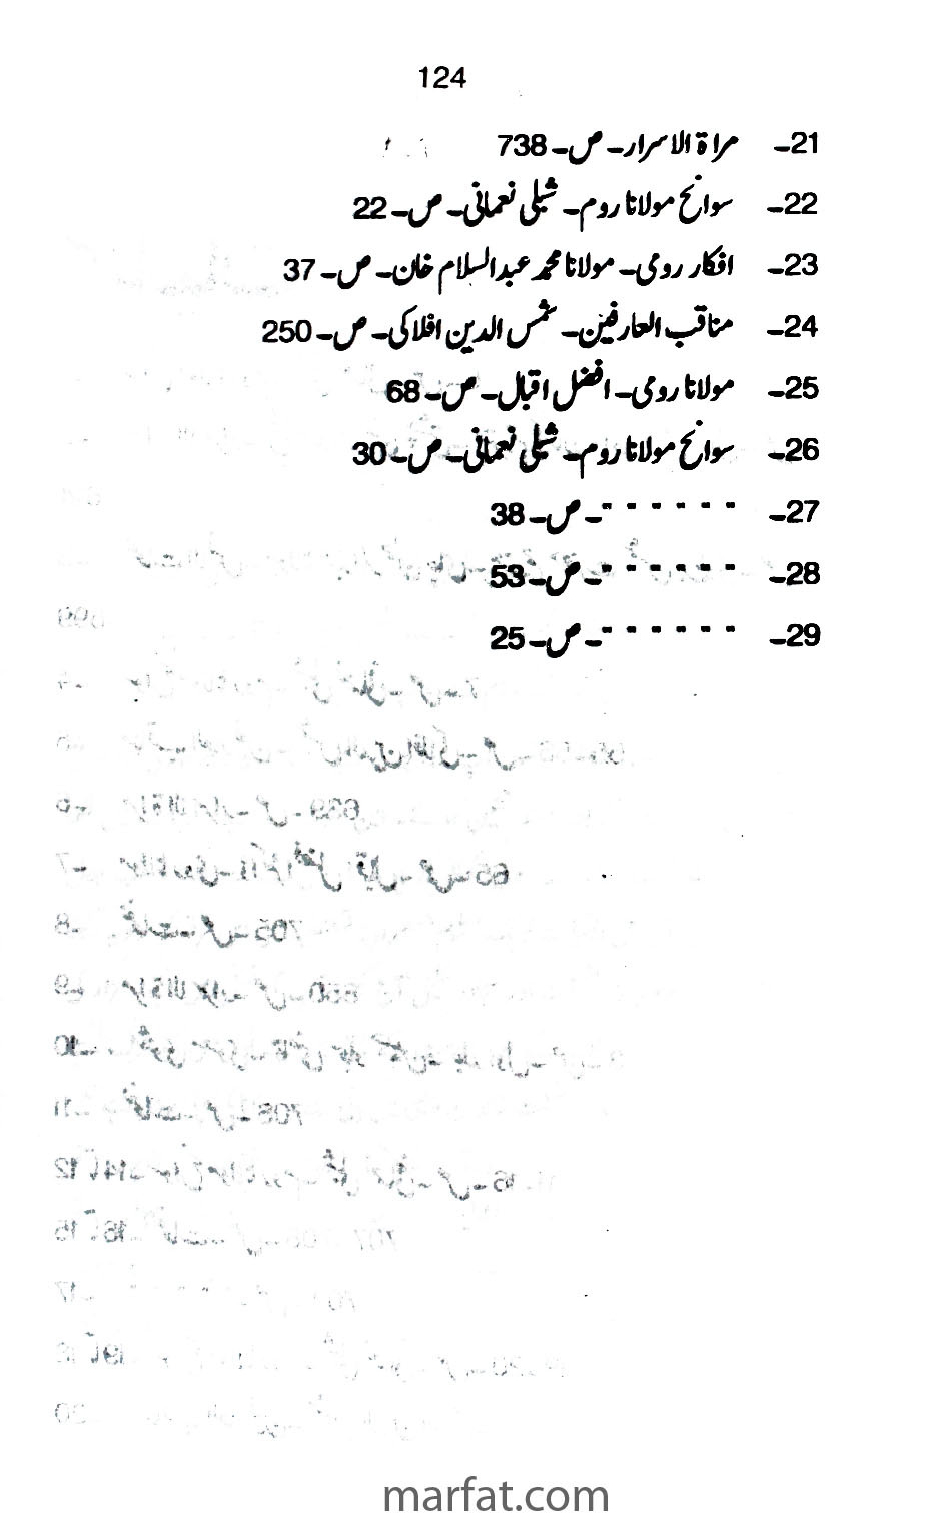 124
21۔ مراۃ الاسرار۔ ص۔ 738
22۔ سوانح مولانا روم۔ شبلی نعمانی۔ ص۔ 22
23۔ افکار رومی۔ مولانا محمد عبدالسلام خان۔ ص۔ 37
24۔ مناقب العارفین۔ شمس الدین افلاکی۔ ص۔ 250
25۔ مولانا رومی۔ افضل اقبال۔ ص۔ 68
26۔ سوانح مولانا روم۔ شبلی نعمانی۔ ص۔ 30
27۔ " " " " " "۔ ص۔ 38
28۔ " " " " " "۔ ص۔ 53
29۔ " " " " " "۔ ص۔ 25
marfat.com